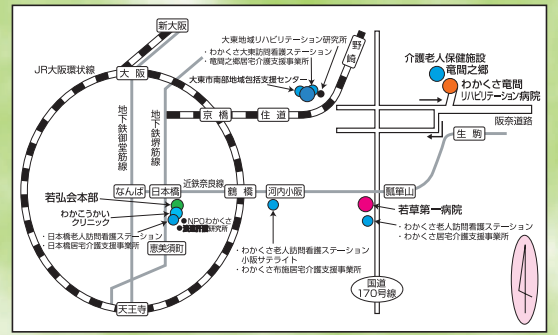 新大阪
大東地域リハビリテーション研究所
・わかくさ大東訪問看護ステーション
・竜間之郷居宅介護支援事業所
大東市南部地域包括支援センター
野崎
介護老人保健施設
竜間之郷
わかくさ竜間
リハビリテーション病院
JR大阪環状線
大阪
地下鉄御堂筋線
地下鉄堺筋線
京橋
住道
阪奈道路
生駒
近鉄奈良線
なんば
日本橋
鶴橋
河内小阪
瓢箪山
若弘会本部
わかこうかい
クリニック
NPOわかくさ
・日本橋老人訪問看護ステーション
・日本橋居宅介護支援事業所
恵美須町
・わかくさ老人訪問看護ステーション
小阪サテライト
・わかくさ布施居宅介護支援事業所
若草第一病院
・わかくさ老人訪問看護ステーション
・わかくさ居宅介護支援事業所
国道
170号線
天王寺